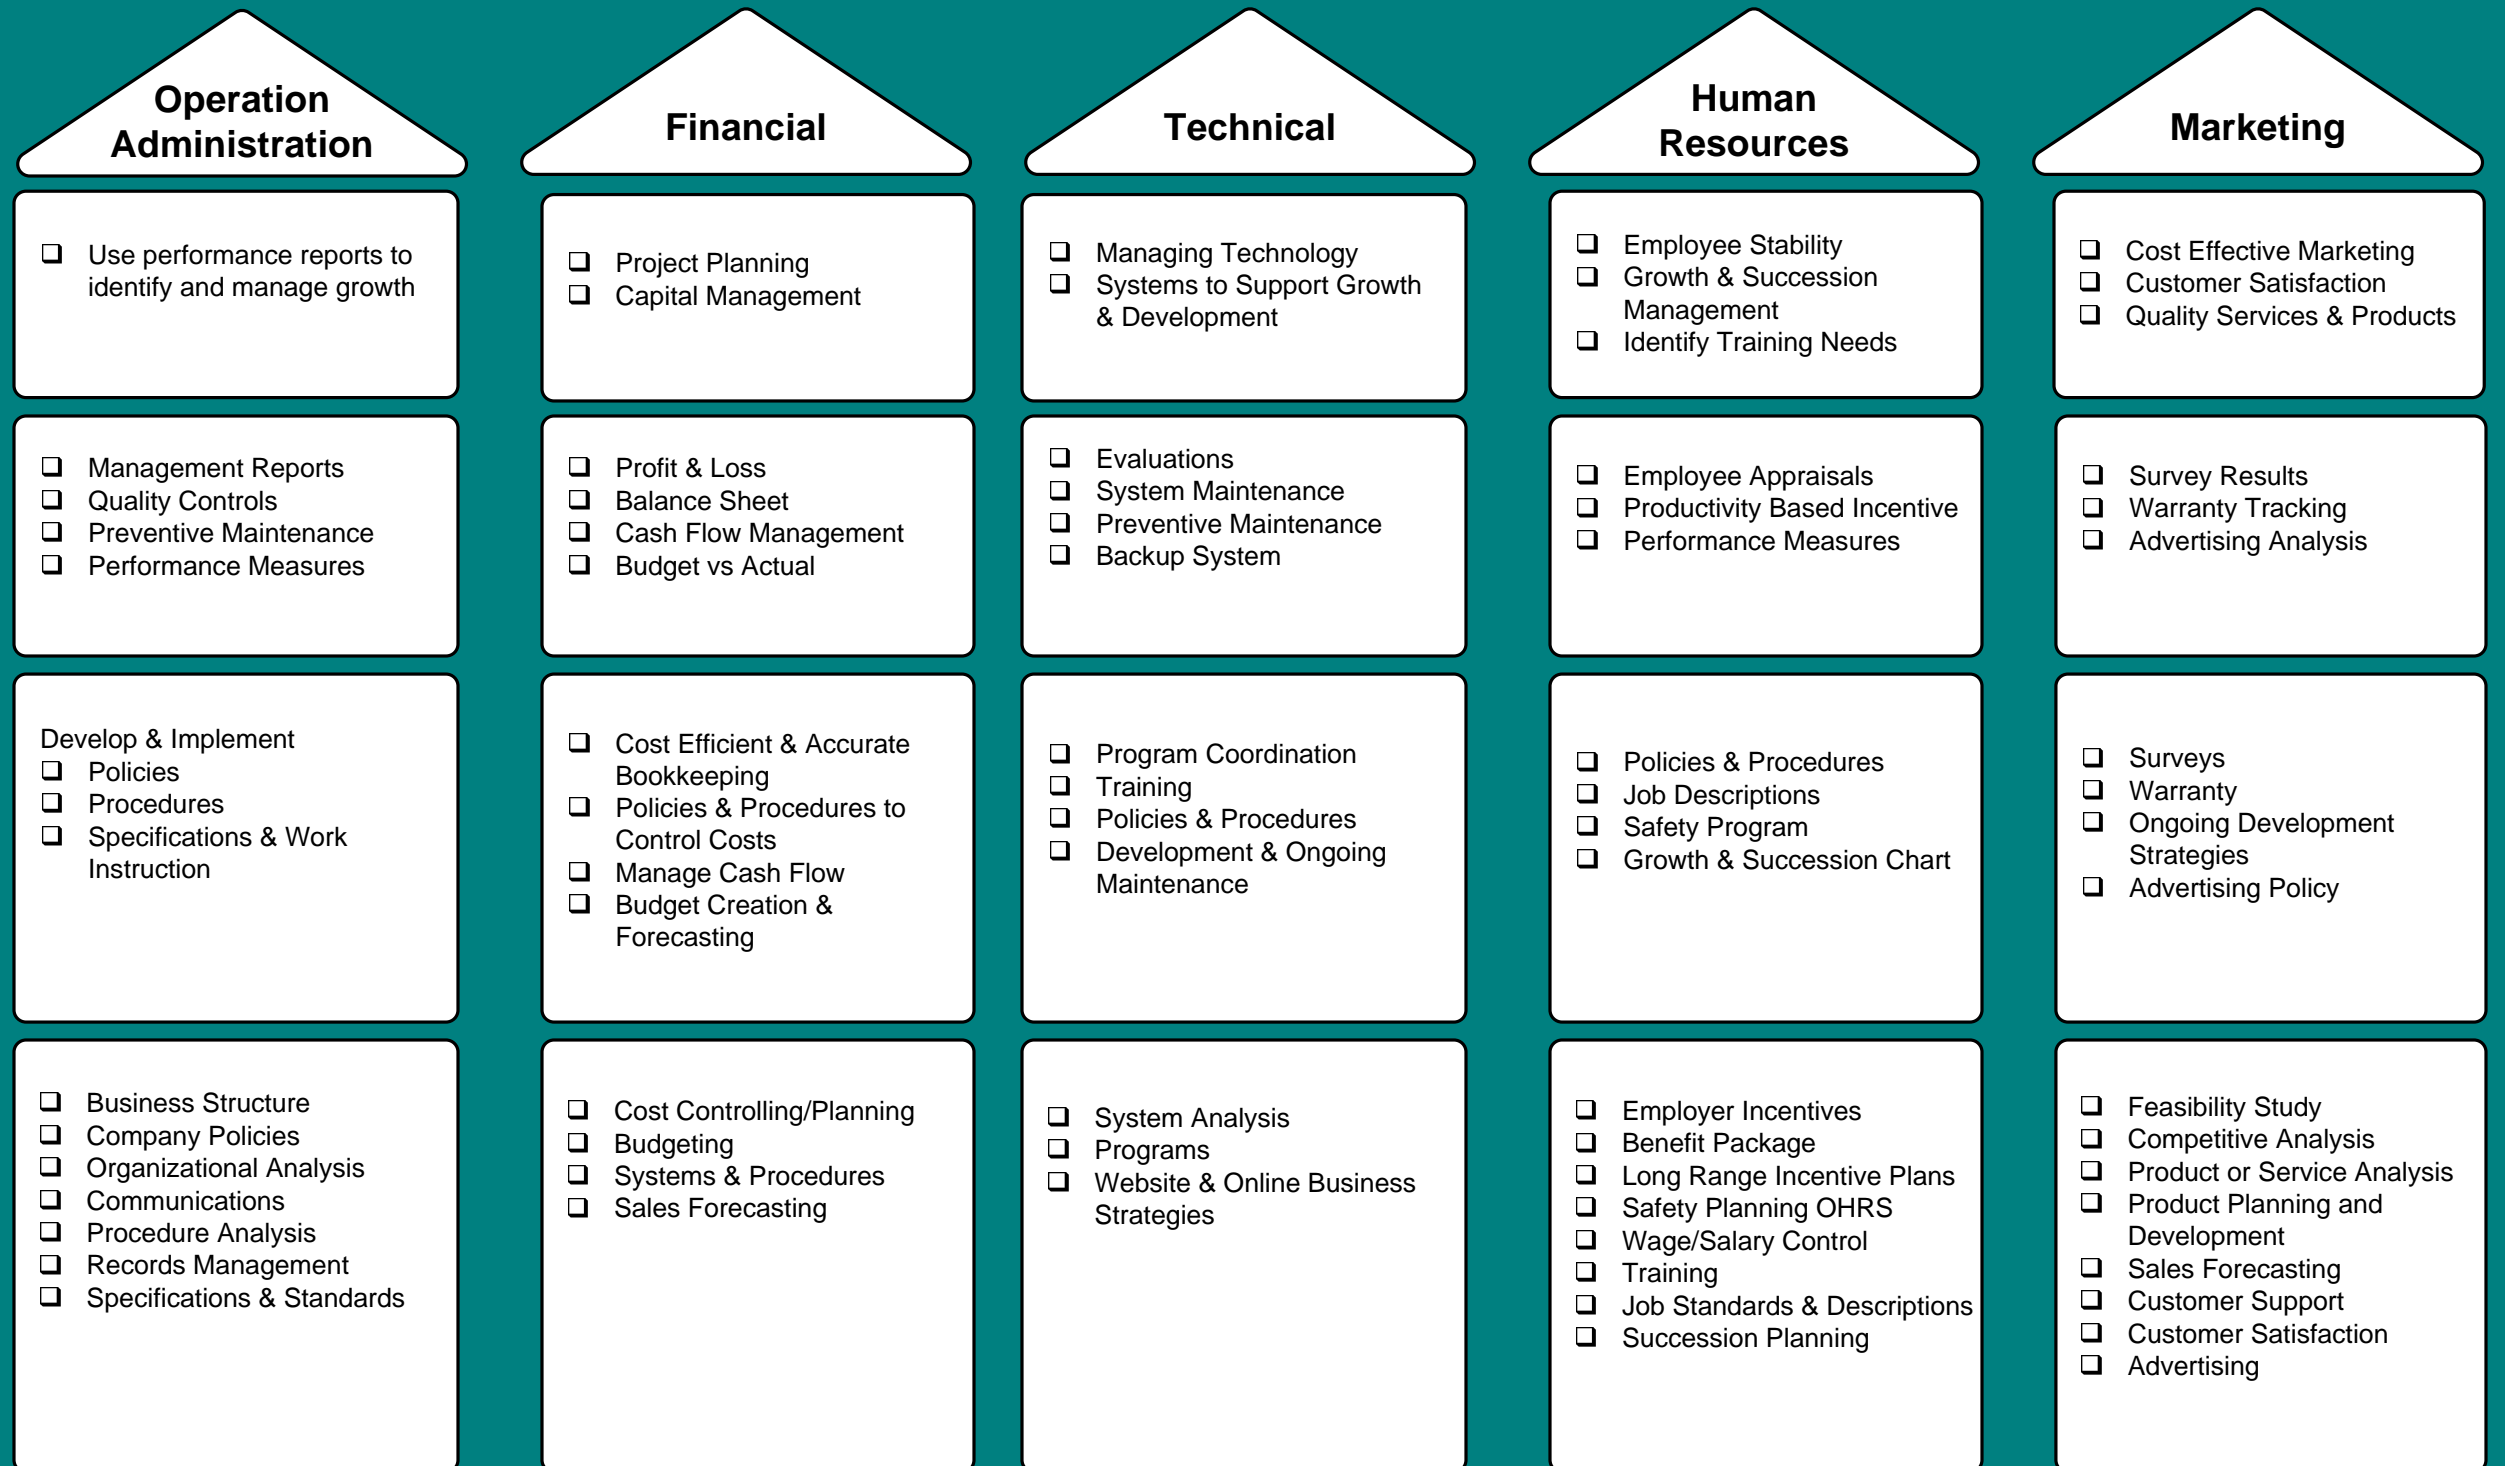 Operation
Administration
Financial
Technical
Human
Resources
Marketing
❑ Use performance reports to
identify and manage growth
❑ Project Planning
❑ Capital Management
❑ Managing Technology
❑ Systems to Support Growth
& Development
❑ Employee Stability
❑ Growth & Succession
Management
❑ Identify Training Needs
❑ Cost Effective Marketing
❑ Customer Satisfaction
❑ Quality Services & Products
❑ Management Reports
❑ Quality Controls
❑ Preventive Maintenance
❑ Performance Measures
❑ Profit & Loss
❑ Balance Sheet
❑ Cash Flow Management
❑ Budget vs Actual
❑ Evaluations
❑ System Maintenance
❑ Preventive Maintenance
❑ Backup System
❑ Employee Appraisals
❑ Productivity Based Incentive
❑ Performance Measures
❑ Survey Results
❑ Warranty Tracking
❑ Advertising Analysis
Develop & Implement
❑ Policies
❑ Procedures
❑ Specifications & Work
Instruction
❑ Cost Efficient & Accurate
Bookkeeping
❑ Policies & Procedures to
Control Costs
❑ Manage Cash Flow
❑ Budget Creation &
Forecasting
❑ Program Coordination
❑ Training
❑ Policies & Procedures
❑ Development & Ongoing
Maintenance
❑ Policies & Procedures
❑ Job Descriptions
❑ Safety Program
❑ Growth & Succession Chart
❑ Surveys
❑ Warranty
❑ Ongoing Development
Strategies
❑ Advertising Policy
❑ Business Structure
❑ Company Policies
❑ Organizational Analysis
❑ Communications
❑ Procedure Analysis
❑ Records Management
❑ Specifications & Standards
❑ Cost Controlling/Planning
❑ Budgeting
❑ Systems & Procedures
❑ Sales Forecasting
❑ System Analysis
❑ Programs
❑ Website & Online Business
Strategies
❑ Employer Incentives
❑ Benefit Package
❑ Long Range Incentive Plans
❑ Safety Planning OHRS
❑ Wage/Salary Control
❑ Training
❑ Job Standards & Descriptions
❑ Succession Planning
❑ Feasibility Study
❑ Competitive Analysis
❑ Product or Service Analysis
❑ Product Planning and
Development
❑ Sales Forecasting
❑ Customer Support
❑ Customer Satisfaction
❑ Advertising